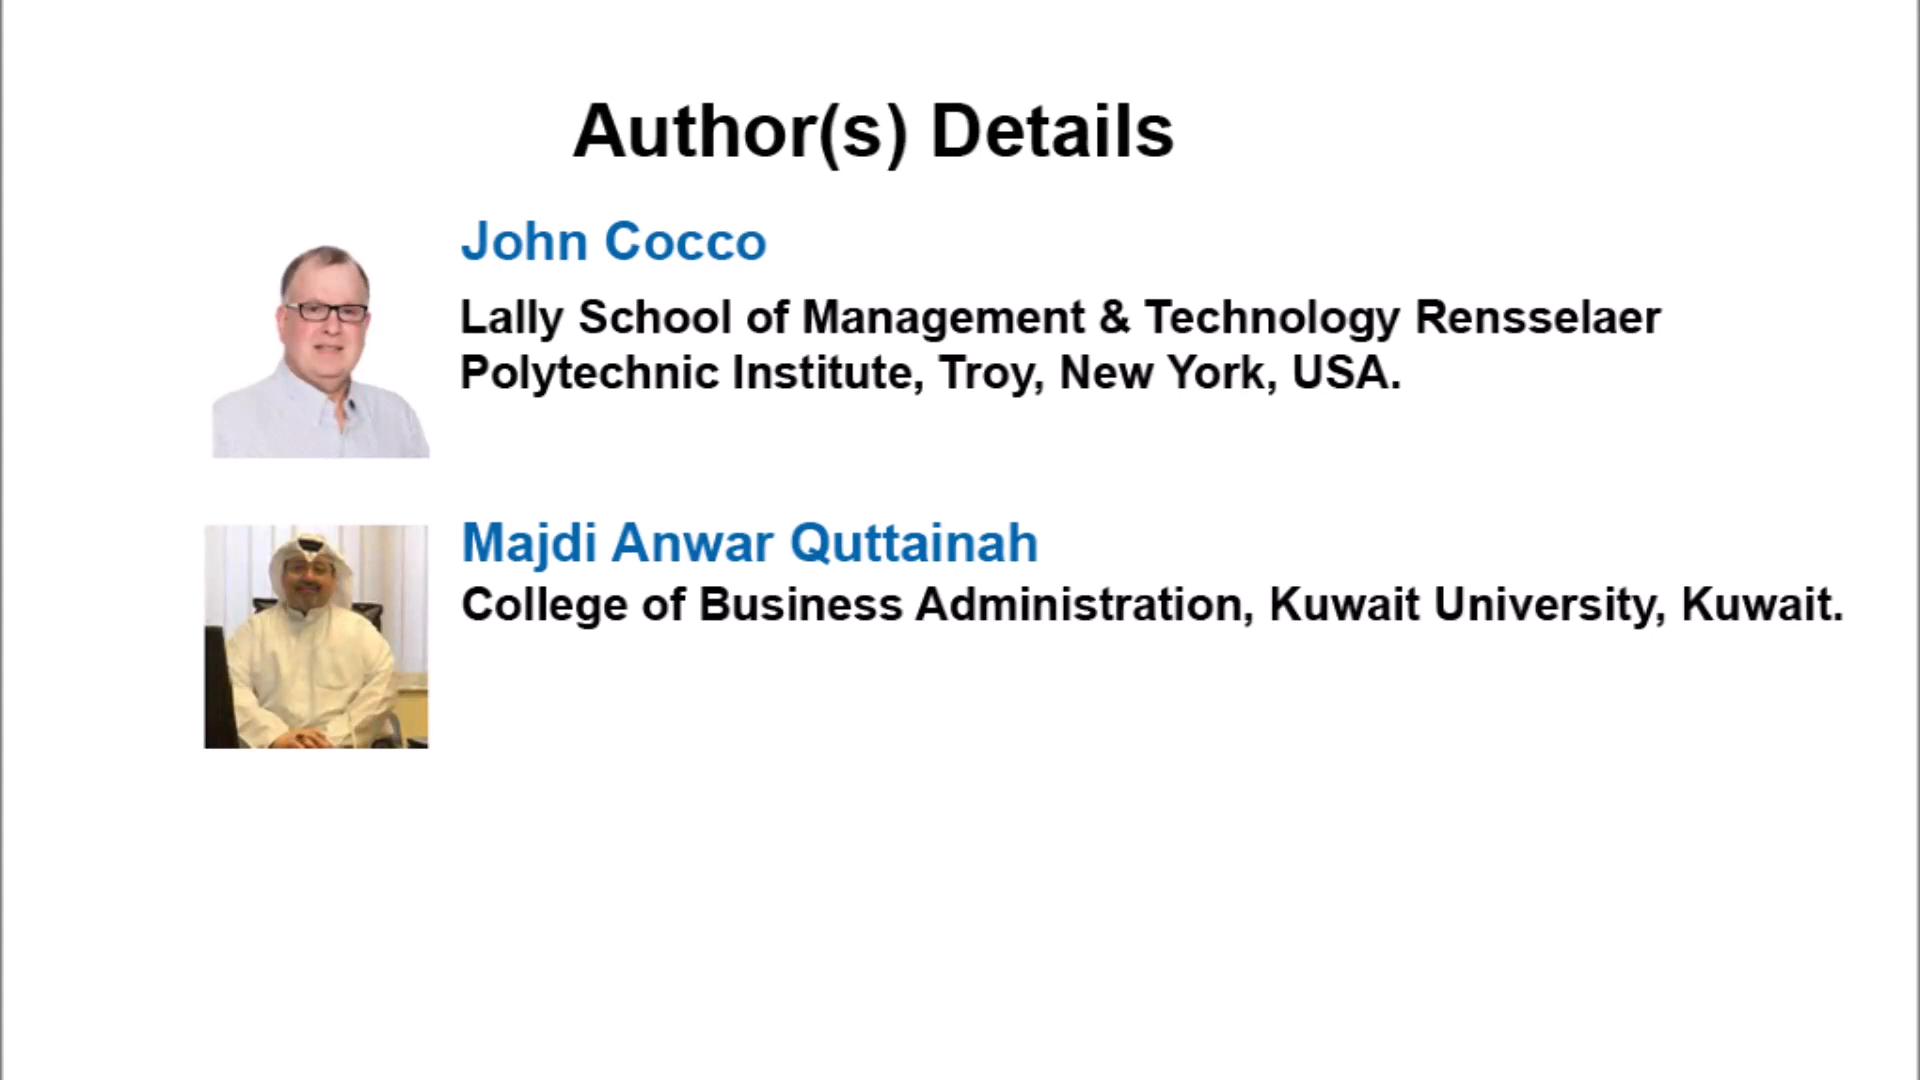 Author(s) Details
John Cocco
Lally School of Management & Technology Rensselaer
Polytechnic Institute, Troy, New York, USA.
Majdi Anwar Quttainah
College of Business Administration, Kuwait University, Kuwait.